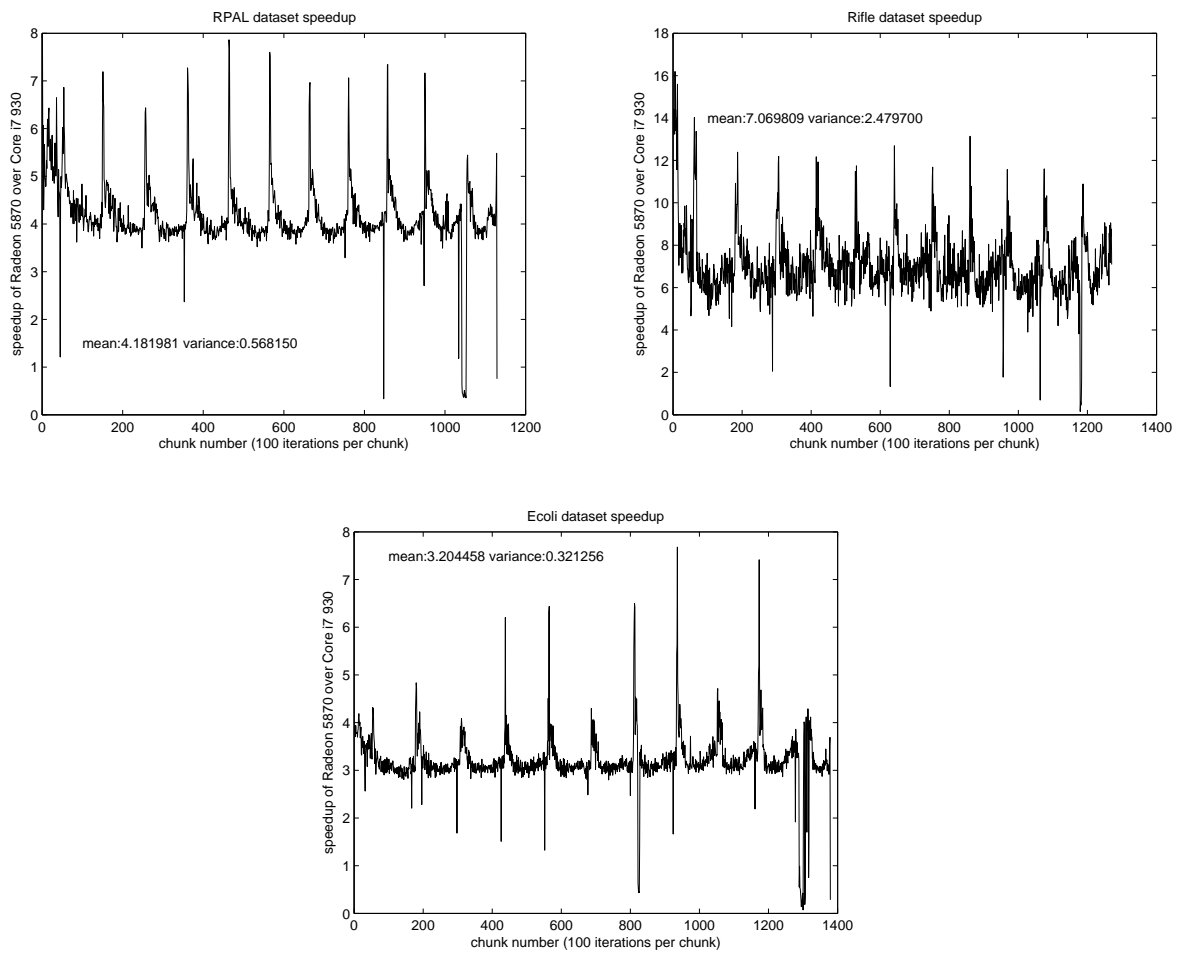 RPAL dataset speedup
8
7
6
5
4
3
2
1
0
speedup of Radeon 5870 over Core i7 930
mean:4.181981 variance:0.568150
0 200 400 600 800 1000 1200
chunk number (100 iterations per chunk)
Rifle dataset speedup
18
16
14
12
10
8
6
4
2
0
speedup of Radeon 5870 over Core i7 930
mean:7.069809 variance:2.479700
0 200 400 600 800 1000 1200 1400
chunk number (100 iterations per chunk)
Ecoli dataset speedup
8
7
6
5
4
3
2
1
0
speedup of Radeon 5870 over Core i7 930
mean:3.204458 variance:0.321256
0 200 400 600 800 1000 1200 1400
chunk number (100 iterations per chunk)